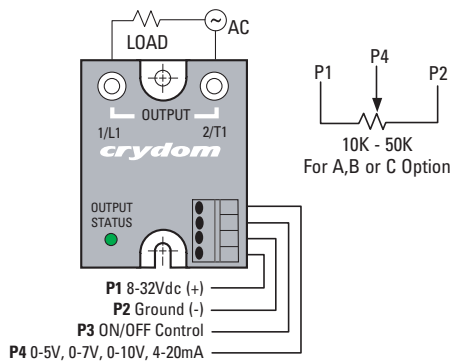 LOAD
AC
OUTPUT
1/L1 2/T1
crydom
OUTPUT
STATUS
P1 8-32Vdc (+)
P2 Ground (-)
P3 ON/OFF Control
P4 0-5V, 0-7V, 0-10V, 4-20mA
P1 P4 P2
10K - 50K
For A,B or C Option